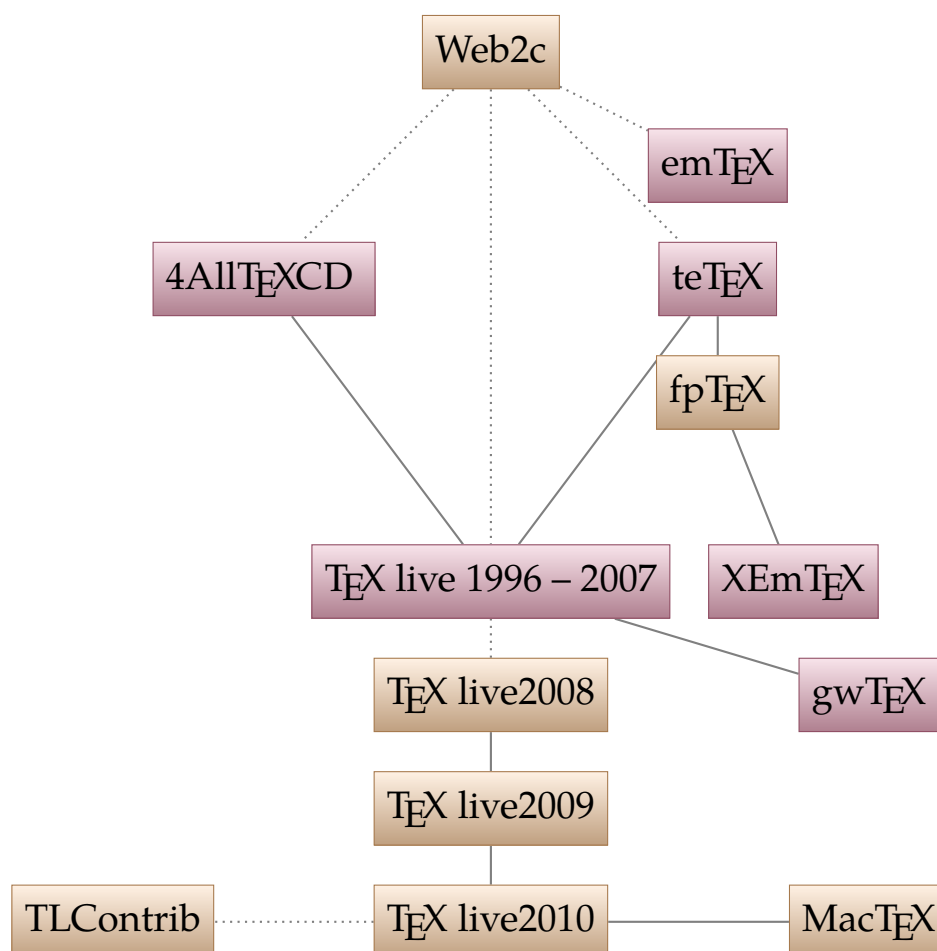 Web2c
emTEX
4AllTEXCD
teTEX
fpTEX
TEX live 1996 – 2007
XEmTEX
TEX live2008
gwTEX
TEX live2009
TLContrib
TEX live2010
MacTEX